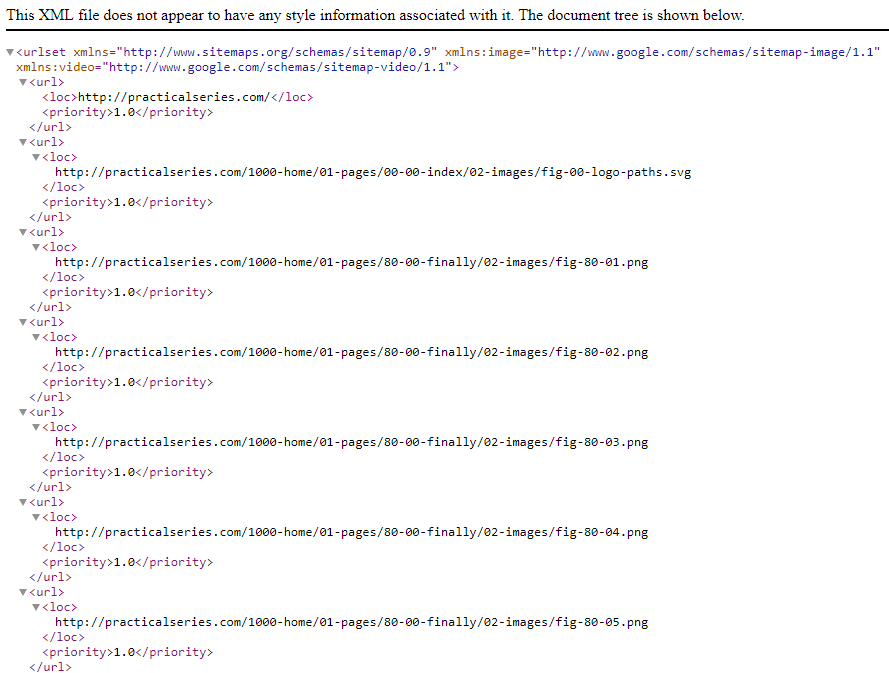 This XML file does not appear to have any style information associated with it. The document tree is shown below.
▼<urlset xmlns="http://www.sitemaps.org/schemas/sitemap/0.9" xmlns:image="http://www.google.com/schemas/sitemap-image/1.1"
xmlns:video="http://www.google.com/schemas/sitemap-video/1.1">
▼<url>
<loc>http://practicalseries.com/</loc>
<priority>1.0</priority>
</url>
▼<url>
▼<loc>
http://practicalseries.com/1000-home/01-pages/00-00-index/02-images/fig-00-logo-paths.svg
</loc>
<priority>1.0</priority>
</url>
▼<url>
▼<loc>
http://practicalseries.com/1000-home/01-pages/80-00-finally/02-images/fig-80-01.png
</loc>
<priority>1.0</priority>
</url>
▼<url>
▼<loc>
http://practicalseries.com/1000-home/01-pages/80-00-finally/02-images/fig-80-02.png
</loc>
<priority>1.0</priority>
</url>
▼<url>
▼<loc>
http://practicalseries.com/1000-home/01-pages/80-00-finally/02-images/fig-80-03.png
</loc>
<priority>1.0</priority>
</url>
▼<url>
▼<loc>
http://practicalseries.com/1000-home/01-pages/80-00-finally/02-images/fig-80-04.png
</loc>
<priority>1.0</priority>
</url>
▼<url>
▼<loc>
http://practicalseries.com/1000-home/01-pages/80-00-finally/02-images/fig-80-05.png
</loc>
<priority>1.0</priority>
</url>